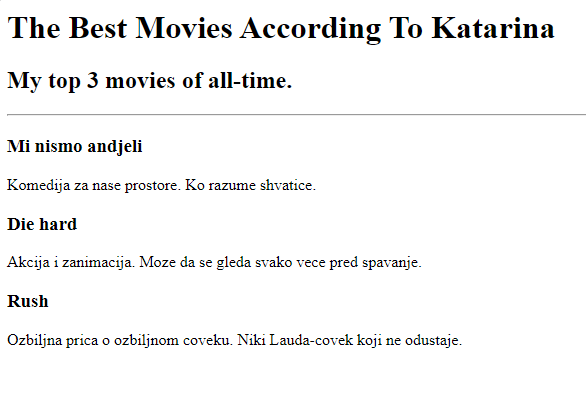 The Best Movies According To Katarina
My top 3 movies of all-time.
Mi nismo andjeli
Komedija za nase prostore. Ko razume shvatice.
Die hard
Akcija i zanimacija. Moze da se gleda svako vece pred spavanje.
Rush
Ozbiljna prica o ozbiljnom coveku. Niki Lauda-covek koji ne odustaje.